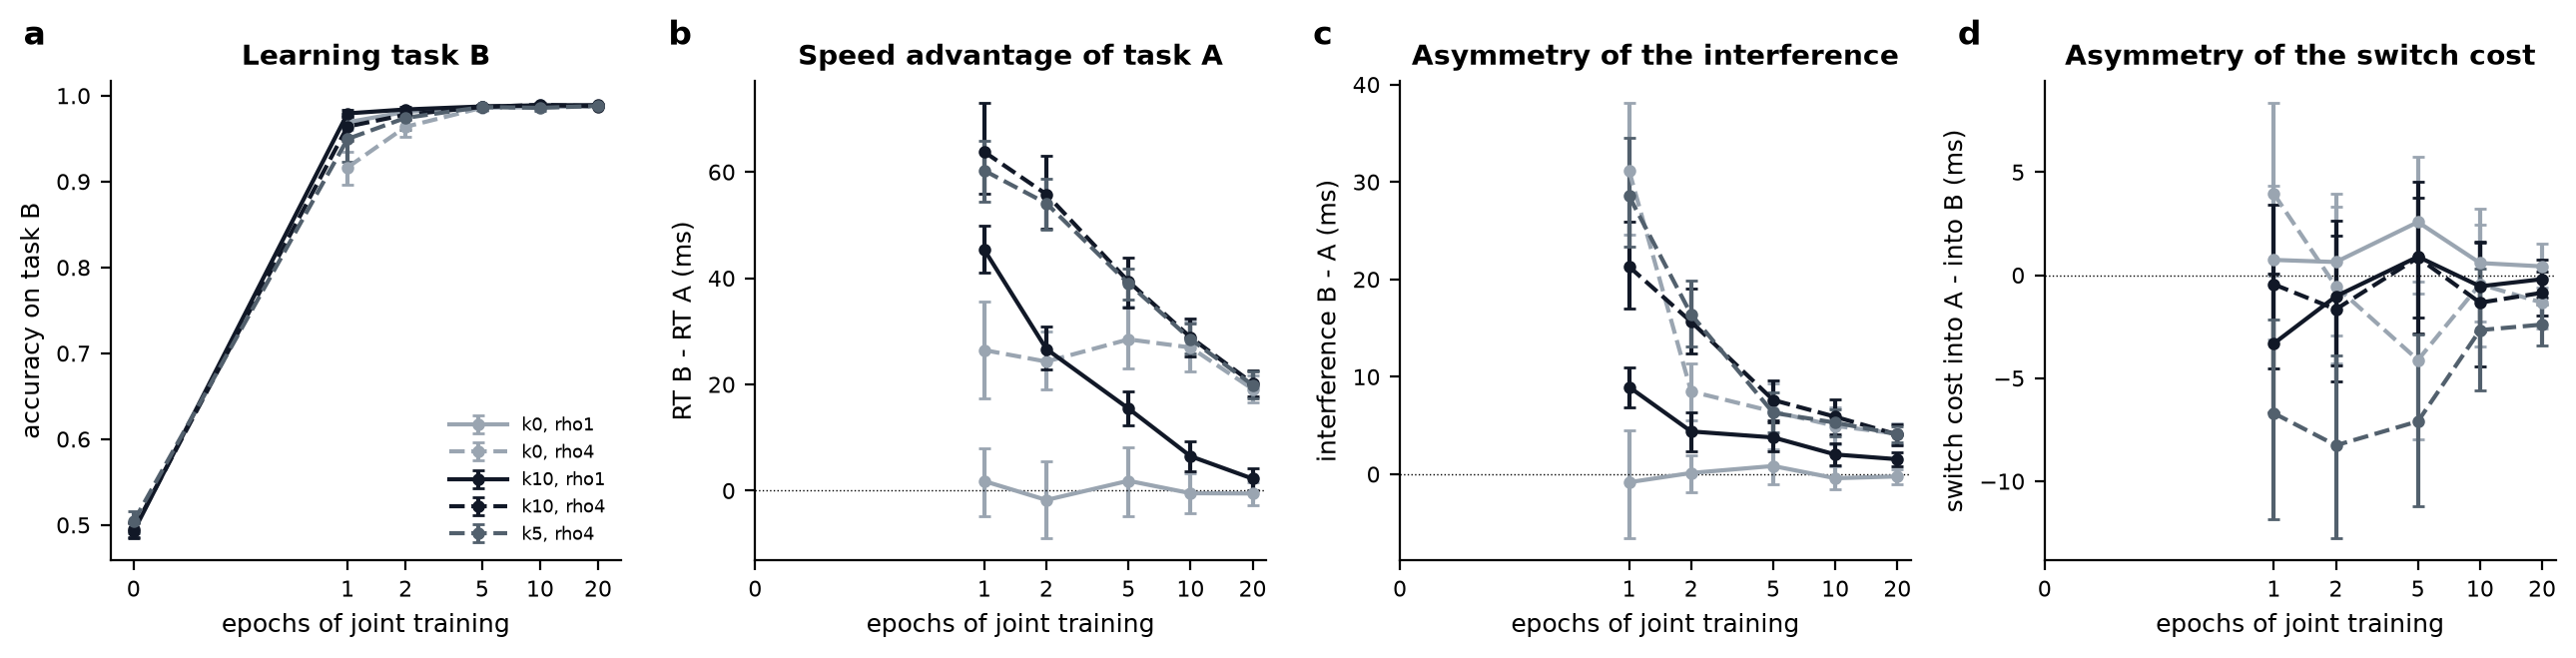 a
Learning task B
accuracy on task B
1.0
0.9
0.8
0.7
0.6
0.5
k0, rho1
k0, rho4
k10, rho1
k10, rho4
k5, rho4
0 1 2 5 10 20
epochs of joint training
b
Speed advantage of task A
RT B - RT A (ms)
60
40
20
0
0 1 2 5 10 20
epochs of joint training
c
Asymmetry of the interference
interference B - A (ms)
40
30
20
10
0
0 1 2 5 10 20
epochs of joint training
d
Asymmetry of the switch cost
switch cost into A - into B (ms)
5
0
−5
−10
0 1 2 5 10 20
epochs of joint training